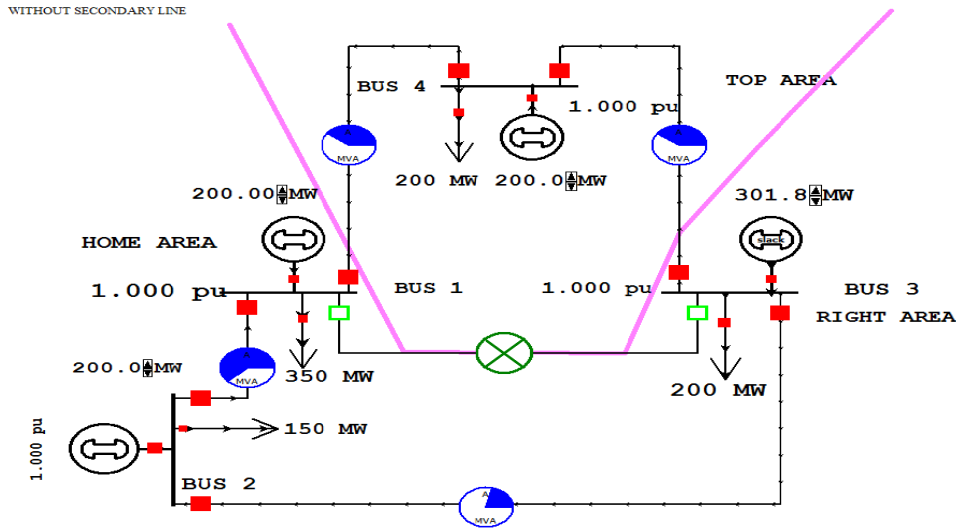 WITHOUT SECONDARY LINE
BUS 4
TOP AREA
1.000 pu
A
MVA
A
MVA
200 MW
200.0 MW
200.00 MW
301.8 MW
slack
HOME AREA
1.000 pu
BUS 1
1.000 pu
BUS 3
RIGHT AREA
200.0 MW
A
MVA
350 MW
200 MW
150 MW
1.000 pu
BUS 2
A
MVA